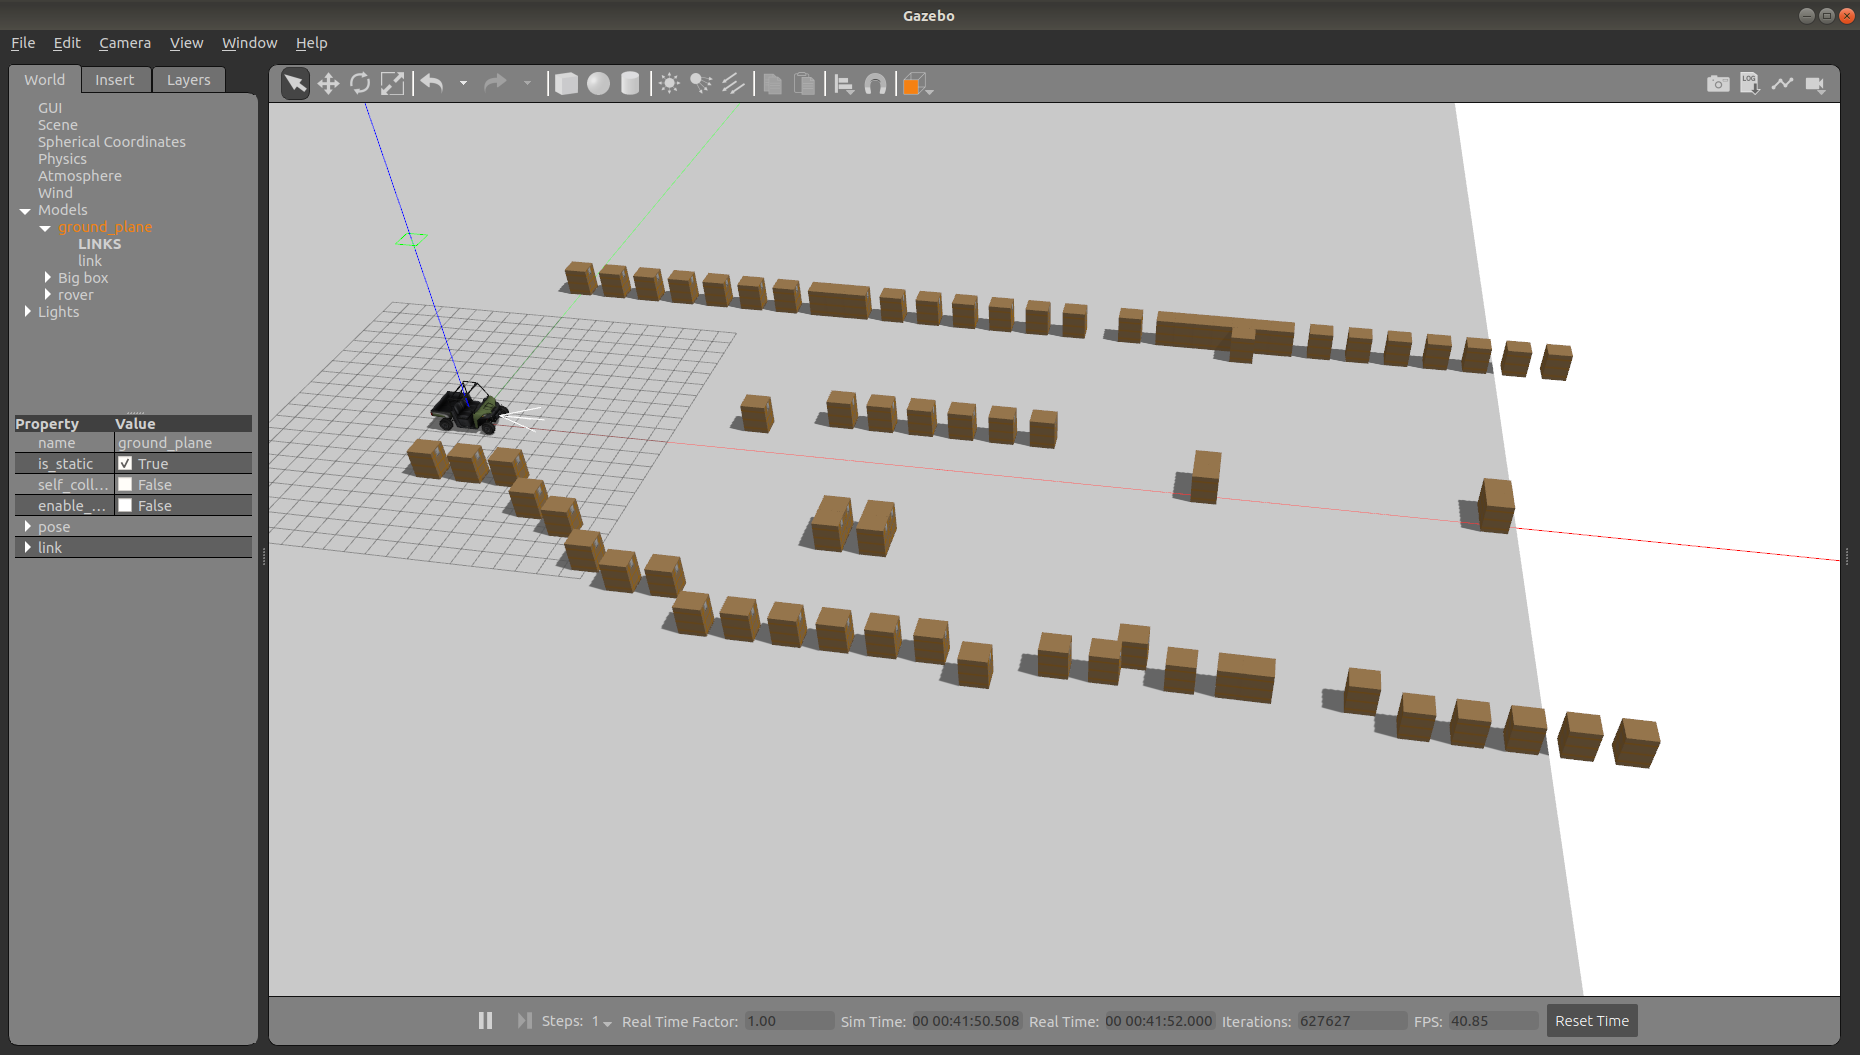 Gazebo
File Edit Camera View Window Help
World Insert Layers
GUI
Scene
Spherical Coordinates
Physics
Atmosphere
Wind
Models
ground_plane
LINKS
link
Big box
rover
Lights
Property Value
name ground_plane
is_static True
self_coll... False
enable_... False
pose
link
LOG
Steps: 1 Real Time Factor: 1.00 Sim Time: 00 00:41:50.508 Real Time: 00 00:41:52.000 Iterations: 627627 FPS: 40.85 Reset Time